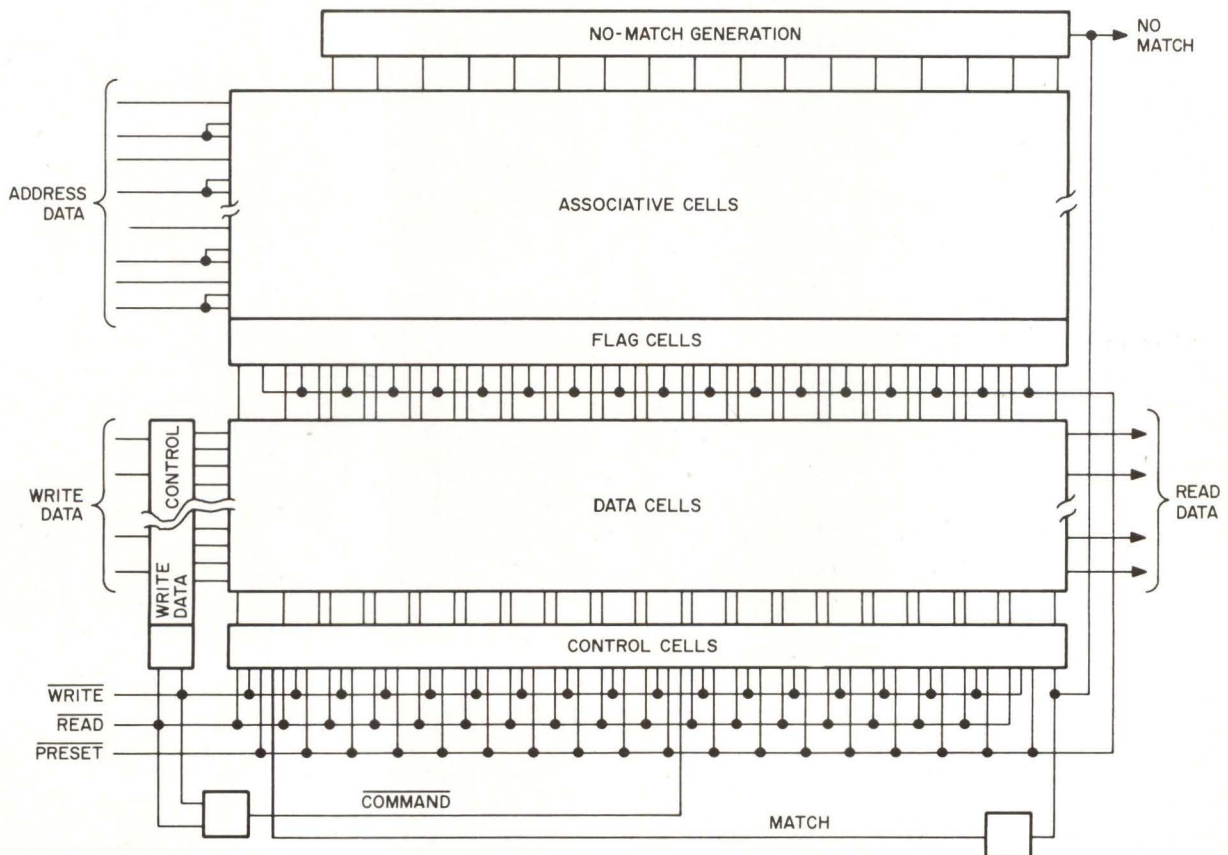 NO-MATCH GENERATION
NO
MATCH
ADDRESS
DATA
ASSOCIATIVE CELLS
FLAG CELLS
WRITE
DATA
WRITE DATA CONTROL
DATA CELLS
READ
DATA
CONTROL CELLS
WRITE
READ
PRESET
COMMAND
MATCH